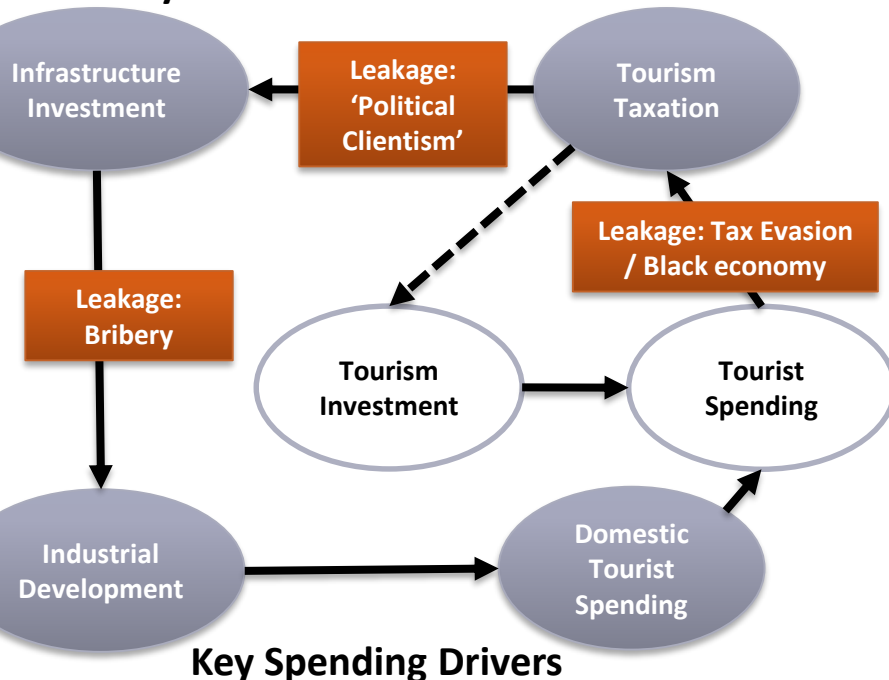 Infrastructure
Investment
Leakage:
‘Political
Clientism’
Tourism
Taxation
Leakage: Tax Evasion
/ Black economy
Leakage:
Bribery
Tourism
Investment
Tourist
Spending
Industrial
Development
Domestic
Tourist
Spending
Key Spending Drivers